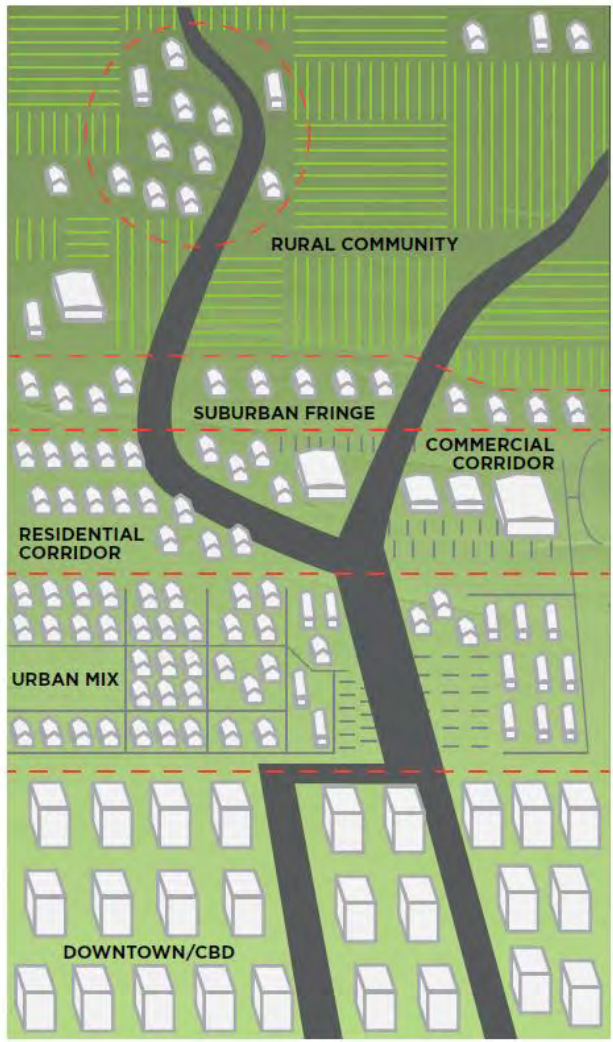 RURAL COMMUNITY
SUBURBAN FRINGE
COMMERCIAL
CORRIDOR
RESIDENTIAL
CORRIDOR
URBAN MIX
DOWNTOWN/CBD